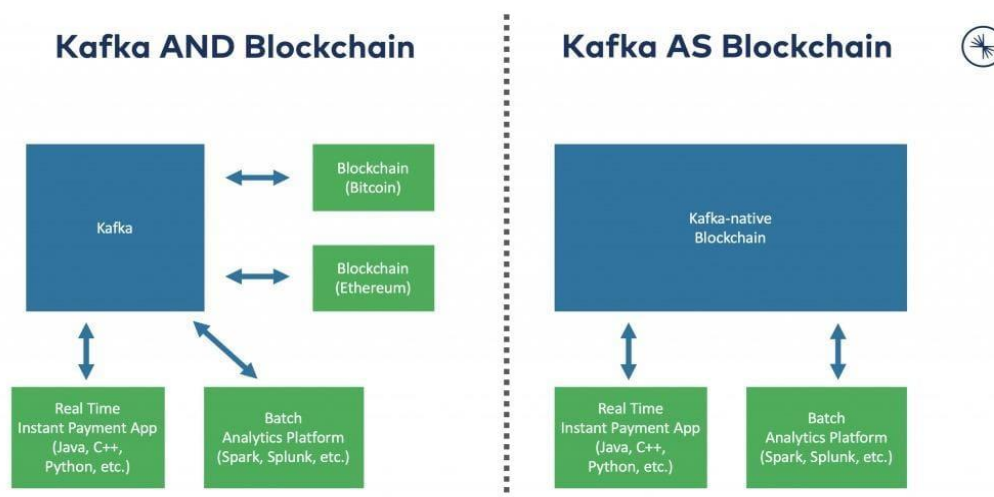 Kafka AND Blockchain
Kafka
Blockchain
(Bitcoin)
Blockchain
(Ethereum)
Real Time
Instant Payment App
(Java, C++,
Python, etc.)
Batch
Analytics Platform
(Spark, Splunk, etc.)
Kafka AS Blockchain
Kafka-native
Blockchain
Real Time
Instant Payment App
(Java, C++,
Python, etc.)
Batch
Analytics Platform
(Spark, Splunk, etc.)